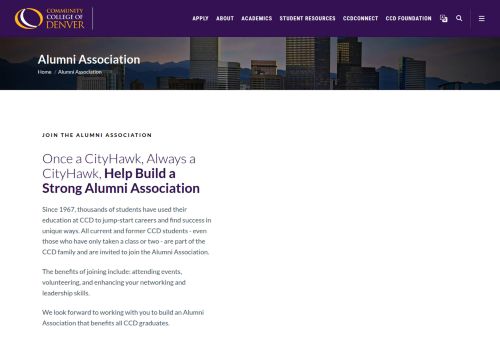 COMMUNITY
COLLEGE OF
DENVER
APPLY ABOUT ACADEMICS STUDENT RESOURCES CCDCONNECT CCD FOUNDATION
Alumni Association
Home / Alumni Association
JOIN THE ALUMNI ASSOCIATION
Once a CityHawk, Always a
CityHawk, Help Build a
Strong Alumni Association
Since 1967, thousands of students have used their
education at CCD to jump-start careers and find success in
unique ways. All current and former CCD students - even
those who have only taken a class or two - are part of the
CCD family and are invited to join the Alumni Association.
The benefits of joining include: attending events,
volunteering, and enhancing your networking and
leadership skills.
We look forward to working with you to build an Alumni
Association that benefits all CCD graduates.